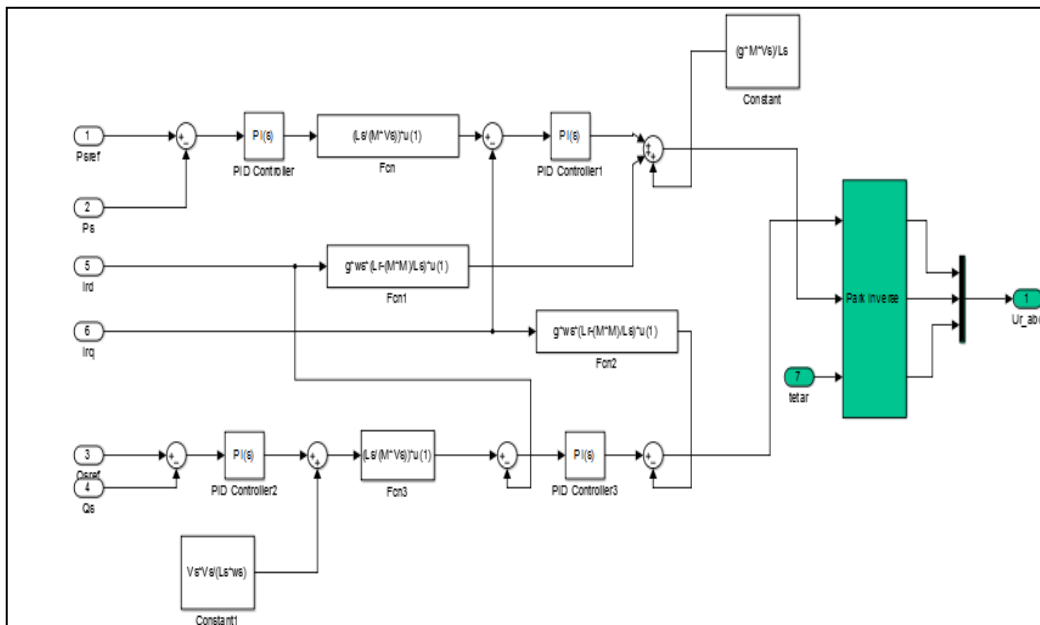 (g*M*Vs)/Ls
Constant
1
Psref
PI(s)
PID Controller
(Ls/(M*Vs))*u(1)
Fcn
PI(s)
PID Controller1
2
Ps
5
Ird
g*ws*(Lr-(M*M)/Ls)*u(1)
Fcn1
6
Irq
g*ws*(Lr-(M*M)/Ls)*u(1)
Fcn2
Park Inverse
1
Ur_abc
7
tetar
3
Qsref
4
Qs
PI(s)
PID Controller2
(Ls/(M*Vs))*u(1)
Fcn3
PI(s)
PID Controller3
Vs*Vs/(Ls*ws)
Constant1